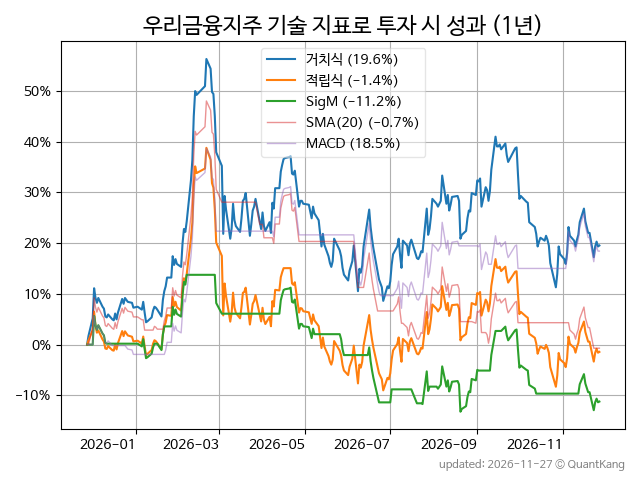 우리금융지주 기술 지표로 투자 시 성과 (1년)
거치식 (19.6%)
적립식 (−1.4%)
SigM (−11.2%)
SMA(20) (−0.7%)
MACD (18.5%)
50%
40%
30%
20%
10%
0%
−10%
2026-01 2026-03 2026-05 2026-07 2026-09 2026-11
updated: 2026-11-27 © QuantKang